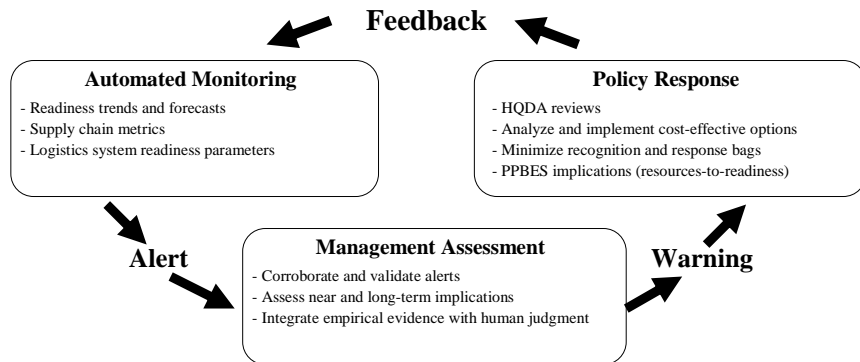 Feedback
Automated Monitoring
- Readiness trends and forecasts
- Supply chain metrics
- Logistics system readiness parameters
Policy Response
- HQDA reviews
- Analyze and implement cost-effective options
- Minimize recognition and response bags
- PPBES implications (resources-to-readiness)
Alert
Management Assessment
- Corroborate and validate alerts
- Assess near and long-term implications
- Integrate empirical evidence with human judgment
Warning